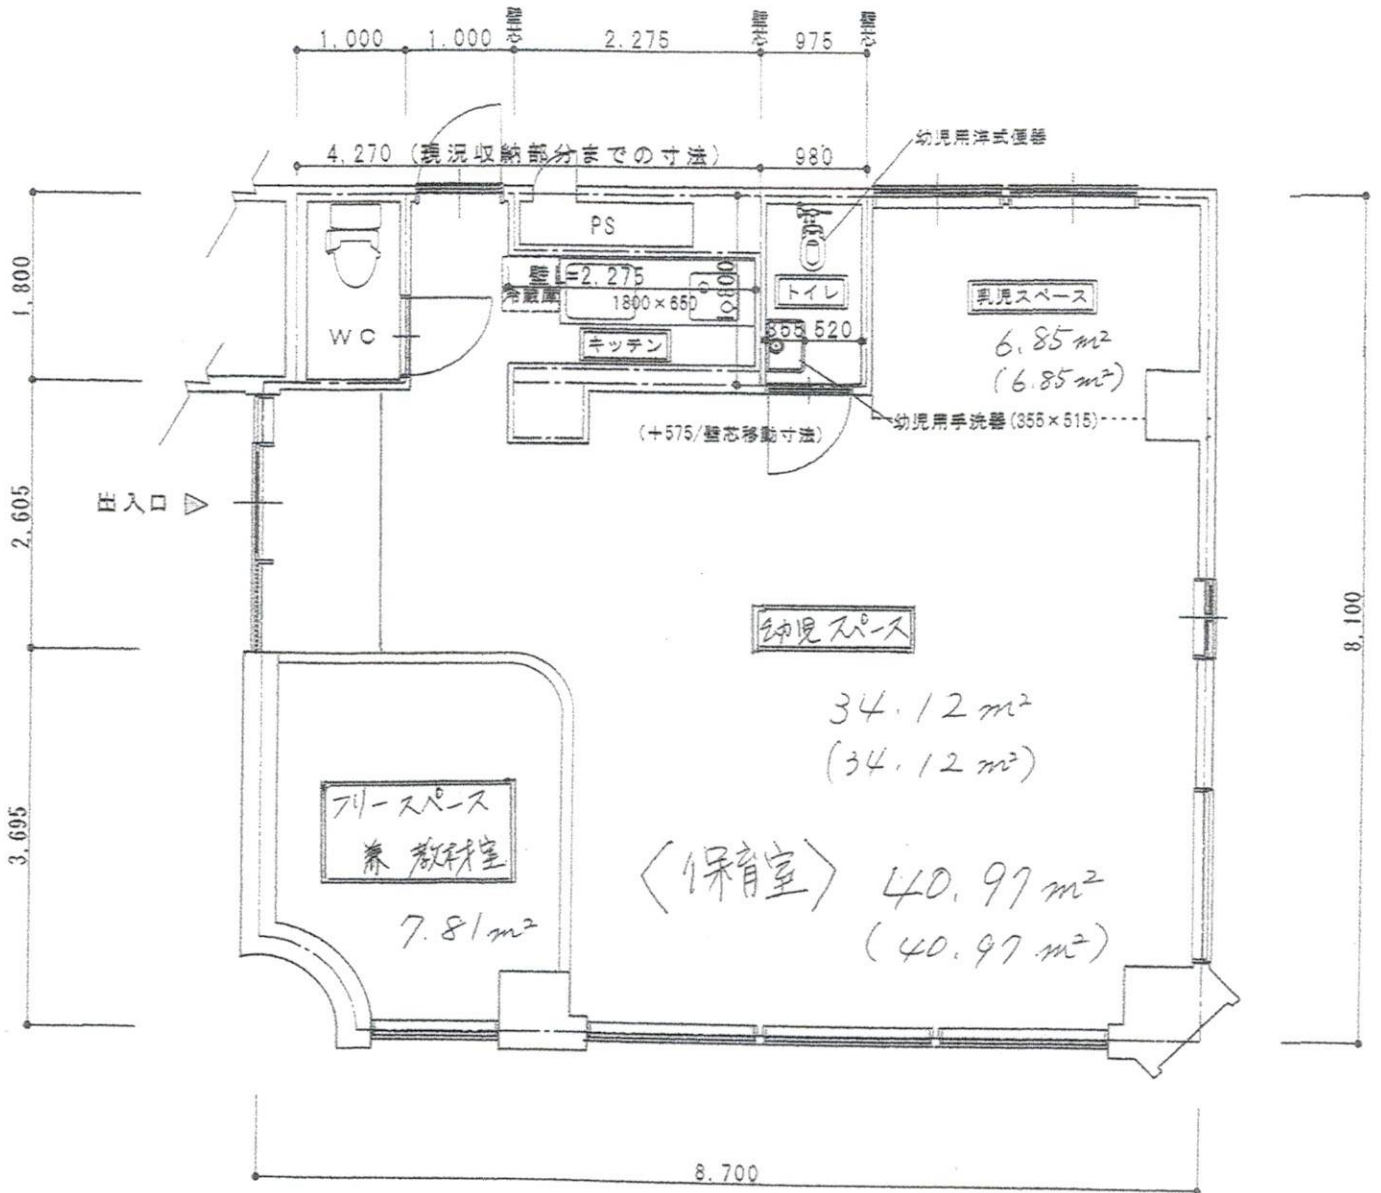 壁芯
壁芯
壁芯
1.000
1.000
2.275
975
4,270 (現況収納部分までの寸法)
980
幼児用洋式便器
PS
壁L=2.275
冷蔵庫
1800×650
トイレ
乳児スペース
6.85m²
(6.85m²)
WC
キッチン
355
520
幼児用手洗器(355×515)
(+575/壁芯移動寸法)
1,800
2,605
3,695
出入口
8,100
幼児スペース
34.12m²
(34.12m²)
フリースペース
兼 教材室
7.81m²
〈保育室〉 40.97m²
(40.97m²)
8.700